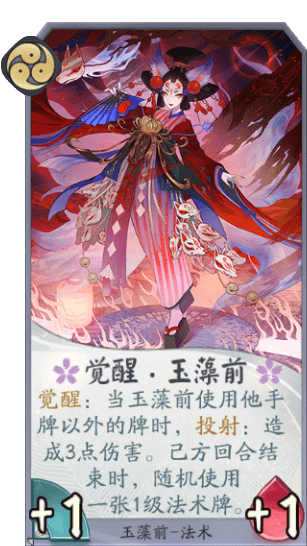 觉醒·玉藻前
觉醒：当玉藻前使用他手
牌以外的牌时，投射：造
成3点伤害。己方回合结
束时，随机使用
一张1级法术牌。
+1
+1
玉藻前-法术